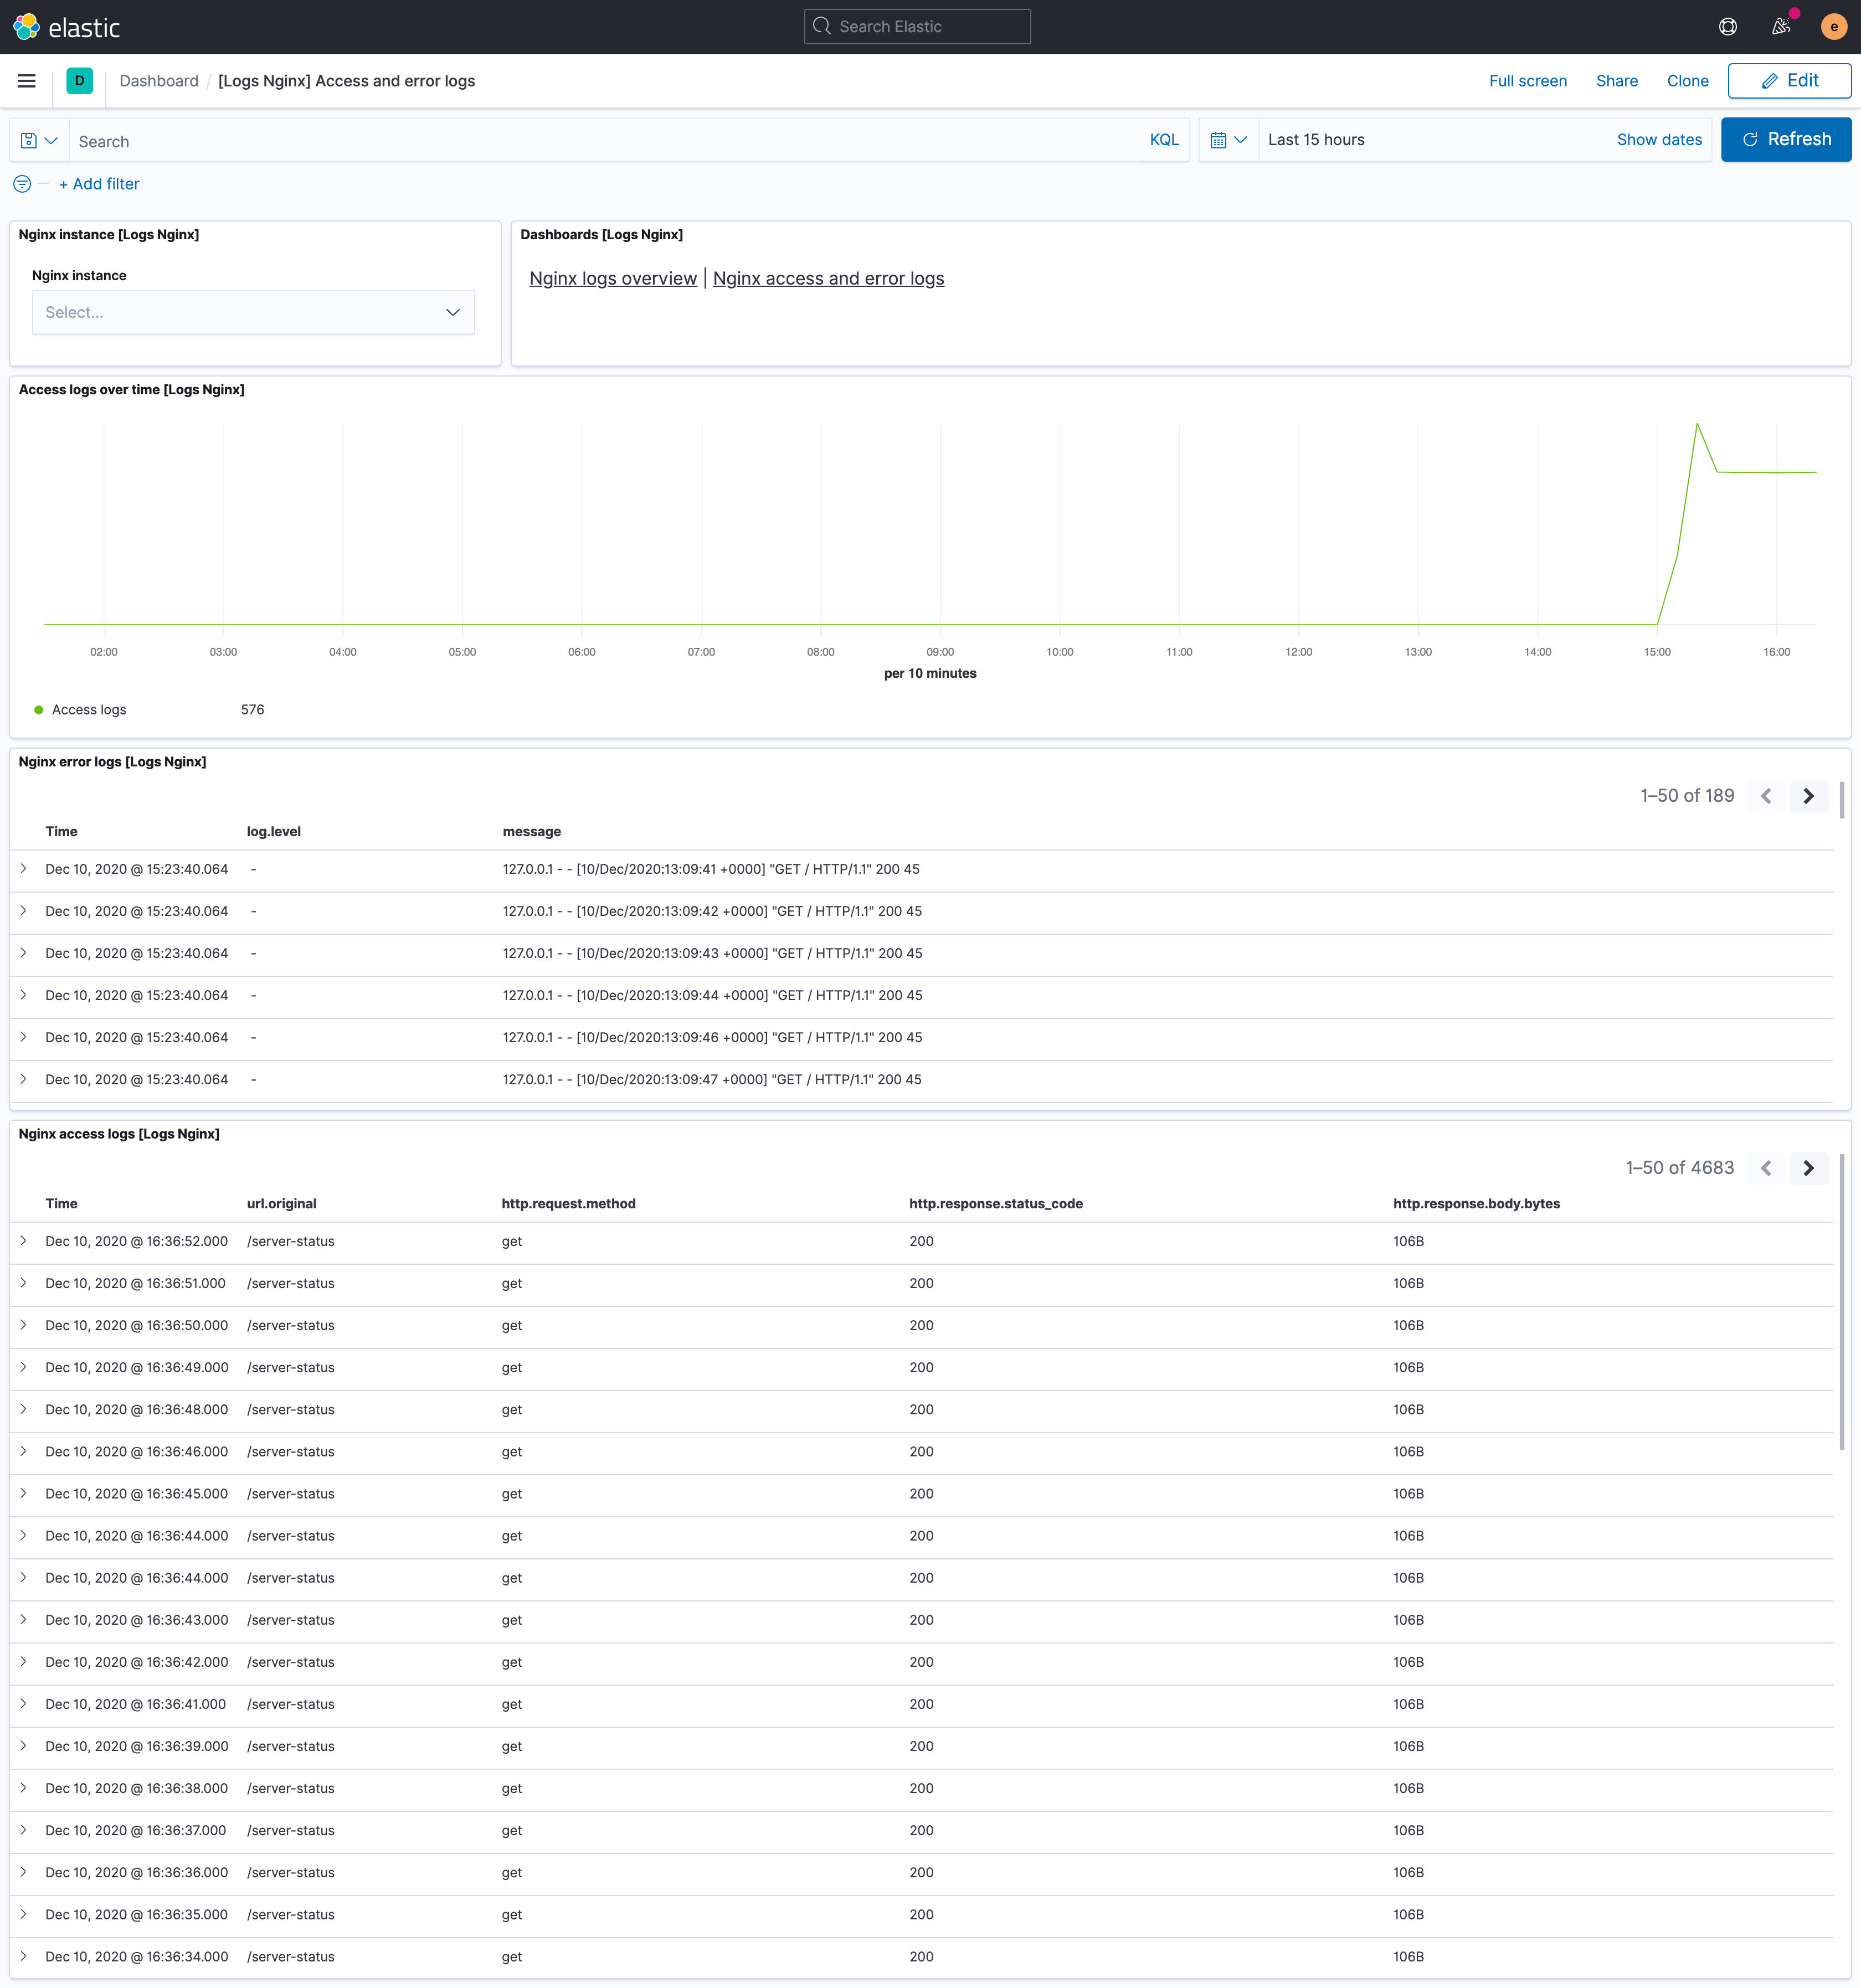 elastic
Search Elastic
e
D
Dashboard / [Logs Nginx] Access and error logs
Full screen
Share
Clone
Edit
Search
KQL
Last 15 hours
Show dates
Refresh
+ Add filter
Nginx instance [Logs Nginx]
Nginx instance
Select...
Dashboards [Logs Nginx]
Nginx logs overview | Nginx access and error logs
Access logs over time [Logs Nginx]
02:00 03:00 04:00 05:00 06:00 07:00 08:00 09:00 10:00 11:00 12:00 13:00 14:00 15:00 16:00
per 10 minutes
Access logs 576
Nginx error logs [Logs Nginx]
1–50 of 189
Time log.level message
Dec 10, 2020 @ 15:23:40.064 - 127.0.0.1 - - [10/Dec/2020:13:09:41 +0000] "GET / HTTP/1.1" 200 45
Dec 10, 2020 @ 15:23:40.064 - 127.0.0.1 - - [10/Dec/2020:13:09:42 +0000] "GET / HTTP/1.1" 200 45
Dec 10, 2020 @ 15:23:40.064 - 127.0.0.1 - - [10/Dec/2020:13:09:43 +0000] "GET / HTTP/1.1" 200 45
Dec 10, 2020 @ 15:23:40.064 - 127.0.0.1 - - [10/Dec/2020:13:09:44 +0000] "GET / HTTP/1.1" 200 45
Dec 10, 2020 @ 15:23:40.064 - 127.0.0.1 - - [10/Dec/2020:13:09:46 +0000] "GET / HTTP/1.1" 200 45
Dec 10, 2020 @ 15:23:40.064 - 127.0.0.1 - - [10/Dec/2020:13:09:47 +0000] "GET / HTTP/1.1" 200 45
Nginx access logs [Logs Nginx]
1–50 of 4683
Time url.original http.request.method http.response.status_code http.response.body.bytes
Dec 10, 2020 @ 16:36:52.000 /server-status get 200 106B
Dec 10, 2020 @ 16:36:51.000 /server-status get 200 106B
Dec 10, 2020 @ 16:36:50.000 /server-status get 200 106B
Dec 10, 2020 @ 16:36:49.000 /server-status get 200 106B
Dec 10, 2020 @ 16:36:48.000 /server-status get 200 106B
Dec 10, 2020 @ 16:36:46.000 /server-status get 200 106B
Dec 10, 2020 @ 16:36:45.000 /server-status get 200 106B
Dec 10, 2020 @ 16:36:44.000 /server-status get 200 106B
Dec 10, 2020 @ 16:36:44.000 /server-status get 200 106B
Dec 10, 2020 @ 16:36:43.000 /server-status get 200 106B
Dec 10, 2020 @ 16:36:42.000 /server-status get 200 106B
Dec 10, 2020 @ 16:36:41.000 /server-status get 200 106B
Dec 10, 2020 @ 16:36:39.000 /server-status get 200 106B
Dec 10, 2020 @ 16:36:38.000 /server-status get 200 106B
Dec 10, 2020 @ 16:36:37.000 /server-status get 200 106B
Dec 10, 2020 @ 16:36:36.000 /server-status get 200 106B
Dec 10, 2020 @ 16:36:35.000 /server-status get 200 106B
Dec 10, 2020 @ 16:36:34.000 /server-status get 200 106B